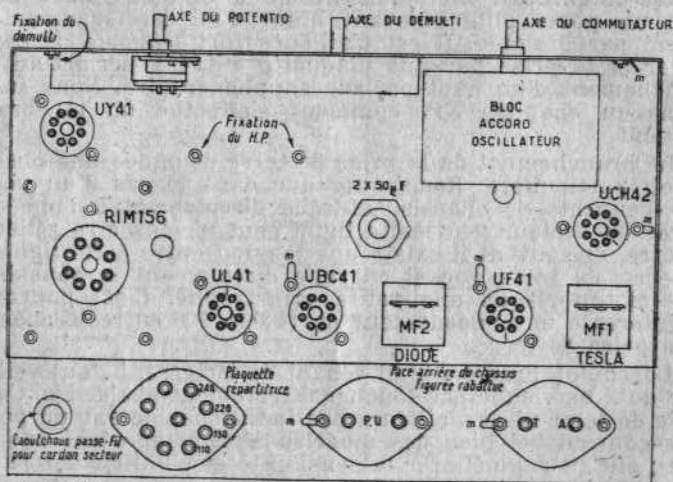 AXE DU POTENTIO
AXE DU DÉMULTI
AXE DU COMMUTATEUR
Fixation du
démulti
m
UY41
BLOC
ACCORD
OSCILLATEUR
Fixation
du H.P.
2 x 50µF
UCH42
m
RIM156
m
m
UL41
UBC41
UF41
MF2
MF1
DIODE
TESLA
Plaquette
répartitrice
Face arrière du chassis
Figurée rabattue
245
220
150
110
m
P.U
m
T
A
Caoutchouc passe-fil
pour cordon secteur